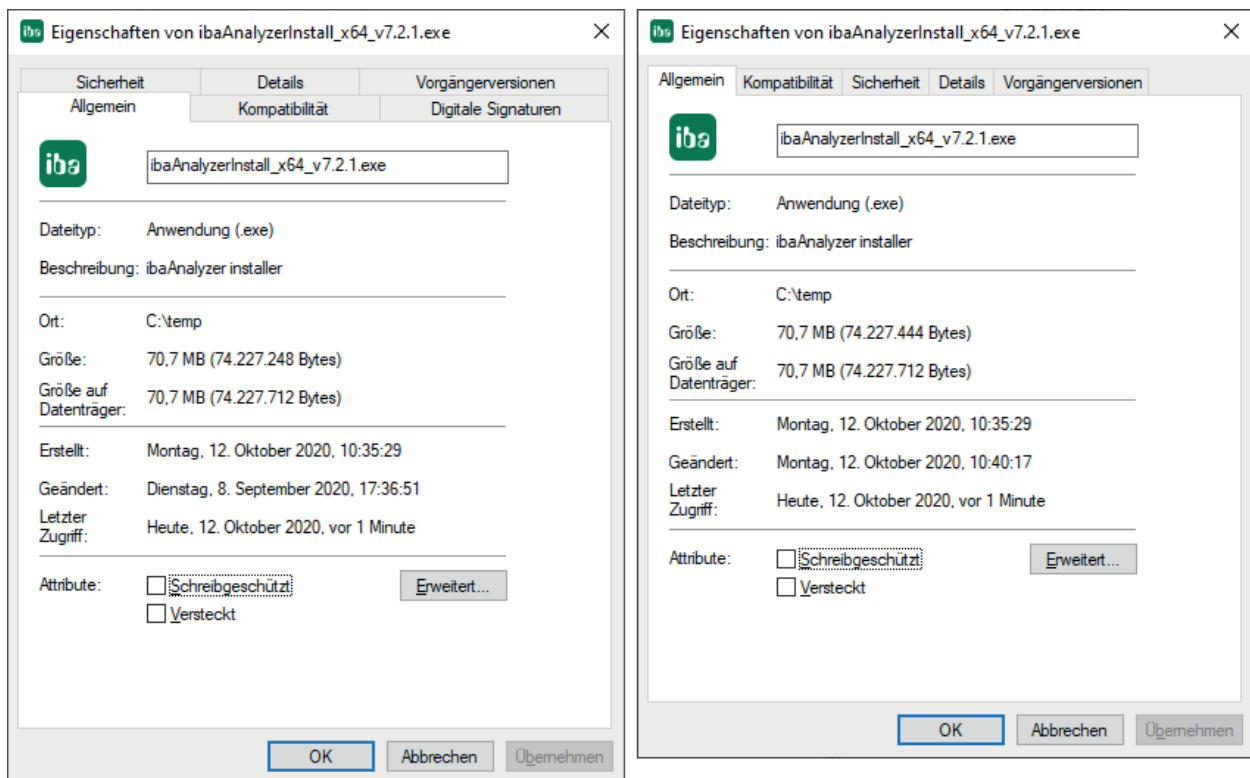 iba Eigenschaften von ibaAnalyzerInstall_x64_v7.2.1.exe
Sicherheit Details Vorgängerversionen
Allgemein Kompatibilität Digitale Signaturen
iba
ibaAnalyzerInstall_x64_v7.2.1.exe
Dateityp: Anwendung (.exe)
Beschreibung: ibaAnalyzer installer
Ort: C:\temp
Größe: 70,7 MB (74.227.248 Bytes)
Größe auf
Datenträger: 70,7 MB (74.227.712 Bytes)
Erstellt: Montag, 12. Oktober 2020, 10:35:29
Geändert: Dienstag, 8. September 2020, 17:36:51
Letzter
Zugriff: Heute, 12. Oktober 2020, vor 1 Minute
Attribute: Schreibgeschützt Erweitert...
Versteckt
OK Abbrechen Übernehmen
iba Eigenschaften von ibaAnalyzerInstall_x64_v7.2.1.exe
Allgemein Kompatibilität Sicherheit Details Vorgängerversionen
iba
ibaAnalyzerInstall_x64_v7.2.1.exe
Dateityp: Anwendung (.exe)
Beschreibung: ibaAnalyzer installer
Ort: C:\temp
Größe: 70,7 MB (74.227.444 Bytes)
Größe auf
Datenträger: 70,7 MB (74.227.712 Bytes)
Erstellt: Montag, 12. Oktober 2020, 10:35:29
Geändert: Montag, 12. Oktober 2020, 10:40:17
Letzter
Zugriff: Heute, 12. Oktober 2020, vor 1 Minute
Attribute: Schreibgeschützt Erweitert...
Versteckt
OK Abbrechen Übernehmen